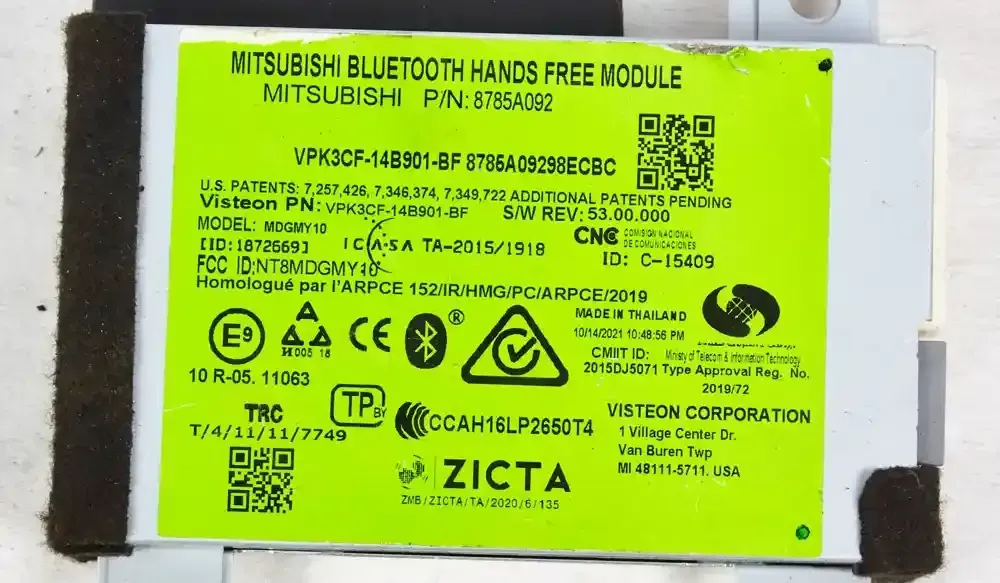 MITSUBISHI BLUETOOTH HANDS FREE MODULE
MITSUBISHI P/N: 8785A092
VPK3CF-14B901-BF 8785A09298ECBC
U.S. PATENTS: 7,257,426, 7,346,374, 7,349,722 ADDITIONAL PATENTS PENDING
Visteon PN: VPK3CF-14B901-BF S/W REV: 53.00.000
MODEL: MDGMY10
[ID:1872669] ICASA TA-2015/1918
CNC COMISION NACIONAL
DE COMUNICACIONES
ID: C-15409
FCC ID:NT8MDGMY10
Homologué par l'ARPCE 152/IR/HMG/PC/ARPCE/2019
MADE IN THAILAND
10/14/2021 10:48:56 PM
E9
A
H005 18
CE
®
CMIIT ID: Ministy of Telecom & Information Technology
2015DJ5071 Type Approval Reg. No.
2019/72
10 R-05. 11063
TRC
T/4/11/11/7749
TP BY
CCAH16LP2650T4
VISTEON CORPORATION
1 Village Center Dr.
Van Buren Twp
MI 48111-5711. USA
ZICTA
ZMB/ZICTA/TA/2020/6/135